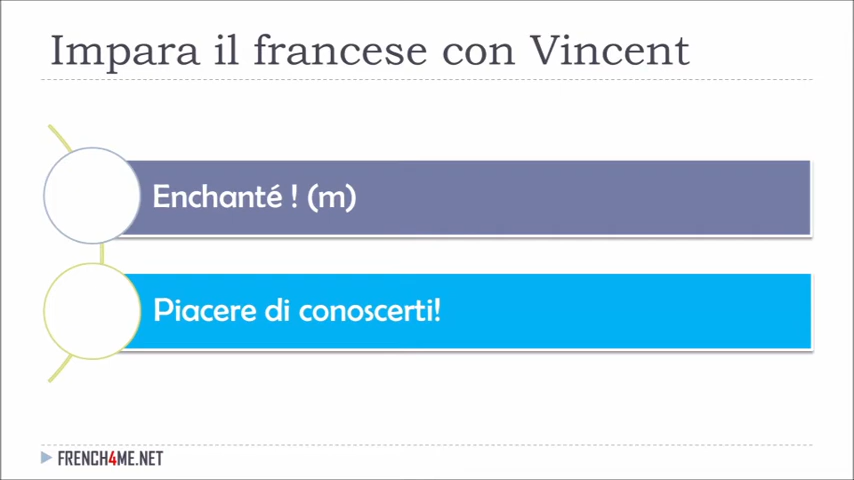 Impara il francese con Vincent
Enchanté ! (m)
Piacere di conoscerti!
FRENCH4ME.NET